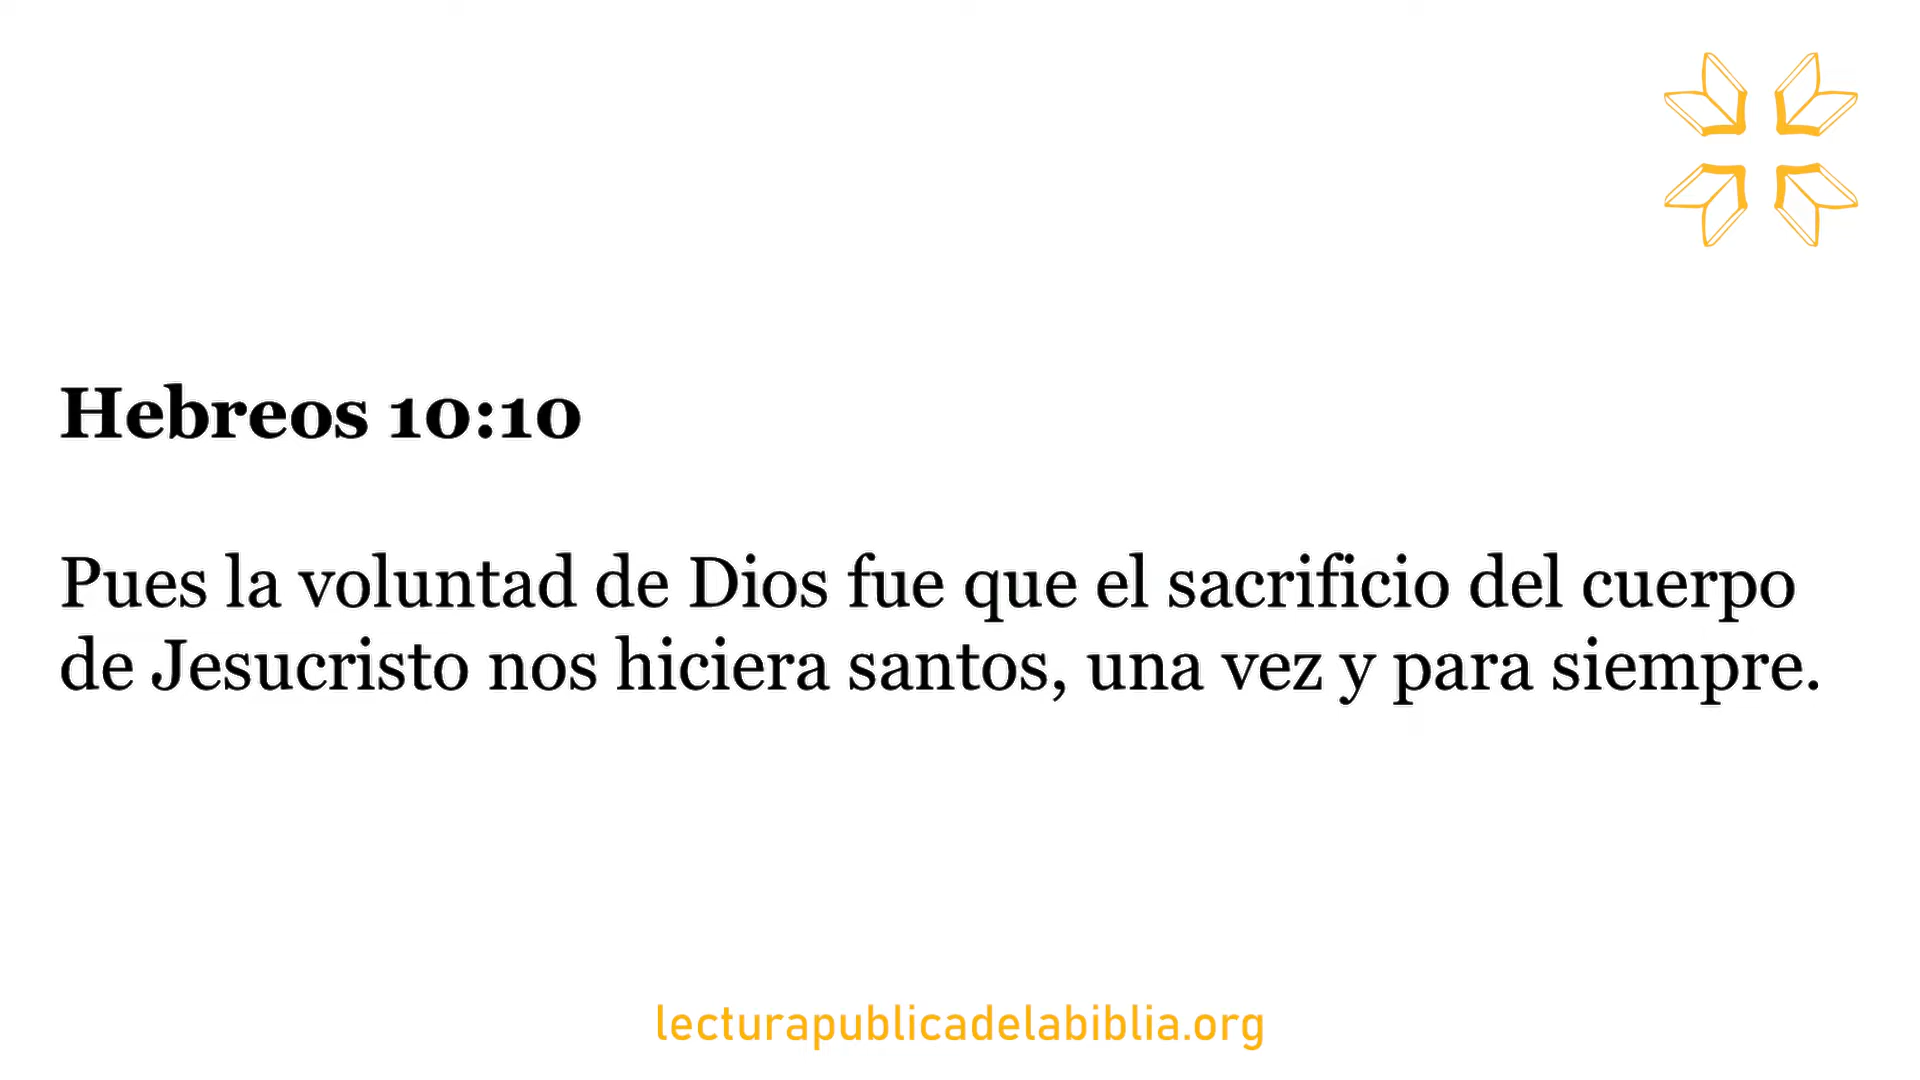 Hebreos 10:10
Pues la voluntad de Dios fue que el sacrificio del cuerpo
de Jesucristo nos hiciera santos, una vez y para siempre.
lecturapublicadelabiblia.org